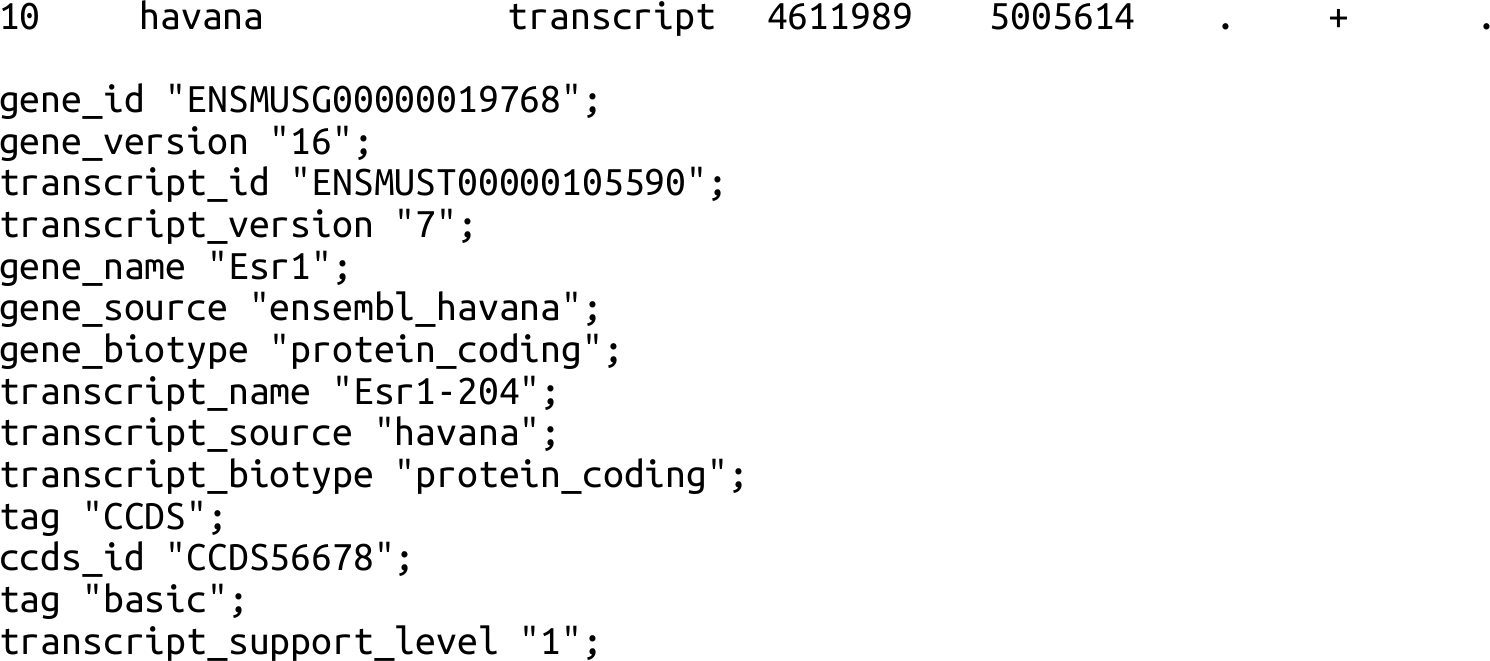 10 havana transcript 4611989 5005614 . + .
gene_id "ENSMUSG00000019768";
gene_version "16";
transcript_id "ENSMUST00000105590";
transcript_version "7";
gene_name "Esr1";
gene_source "ensembl_havana";
gene_biotype "protein_coding";
transcript_name "Esr1-204";
transcript_source "havana";
transcript_biotype "protein_coding";
tag "CCDS";
ccds_id "CCDS56678";
tag "basic";
transcript_support_level "1";